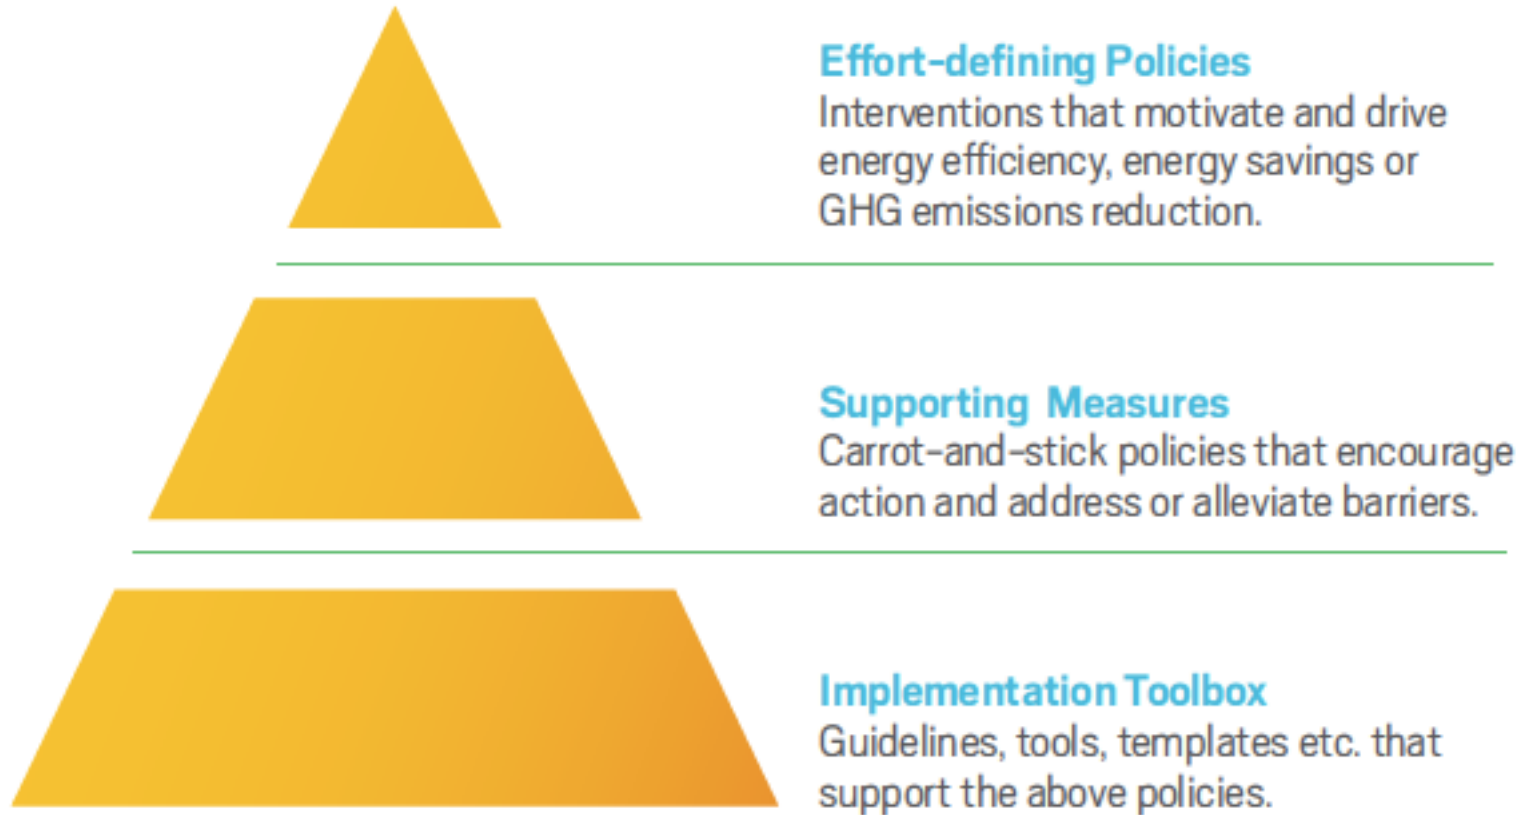 Effort-defining Policies
Interventions that motivate and drive
energy efficiency, energy savings or
GHG emissions reduction.
Supporting Measures
Carrot-and-stick policies that encourage
action and address or alleviate barriers.
Implementation Toolbox
Guidelines, tools, templates etc. that
support the above policies.